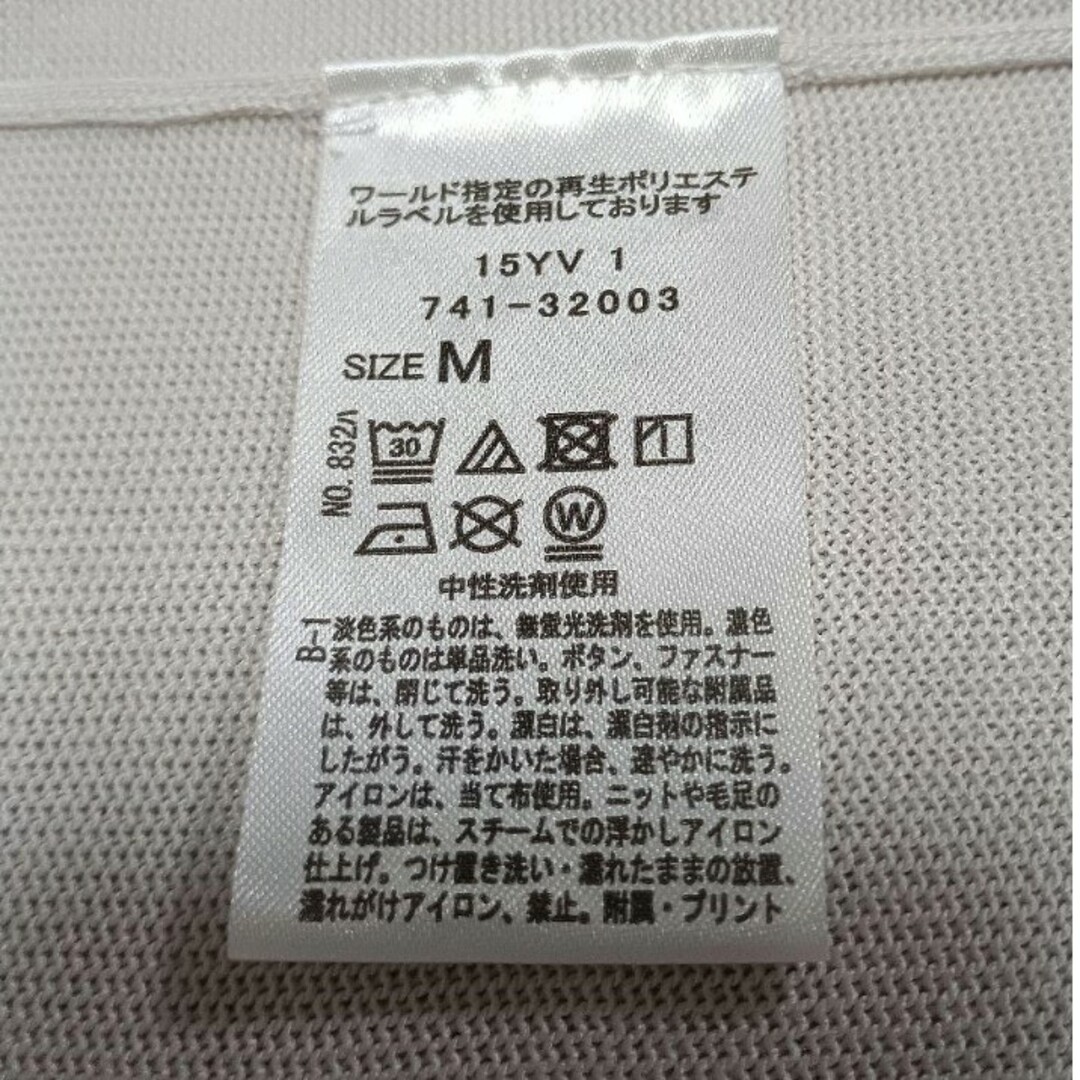 ワールド指定の再生ポリエステ
ルラベルを使用しております
15YV 1
741-32003
SIZE M
NO. 832ハ
30
W
中性洗剤使用
B-1
淡色系のものは、無蛍光洗剤を使用。濃色
系のものは単品洗い。ボタン、ファスナー
等は、閉じて洗う。取り外し可能な附属品
は、外して洗う。漂白は、漂白剤の指示に
したがう。汗をかいた場合、速やかに洗う。
アイロンは、当て布使用。ニットや毛足の
ある製品は、スチームでの浮かしアイロン
仕上げ。つけ置き洗い・濡れたままの放置、
濡れがけアイロン、禁止。附属・プリント